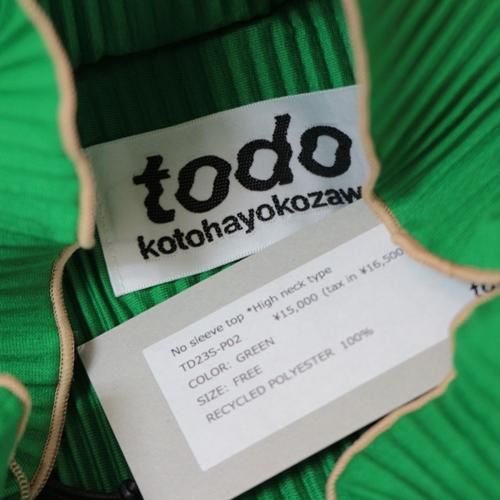 todo
kotohayokozaw
No sleeve top *High neck type
¥15,000 (tax in ¥16,500
TD23S-P02
COLOR: GREEN
SIZE: FREE
RECYCLED POLYESTER 100%
to